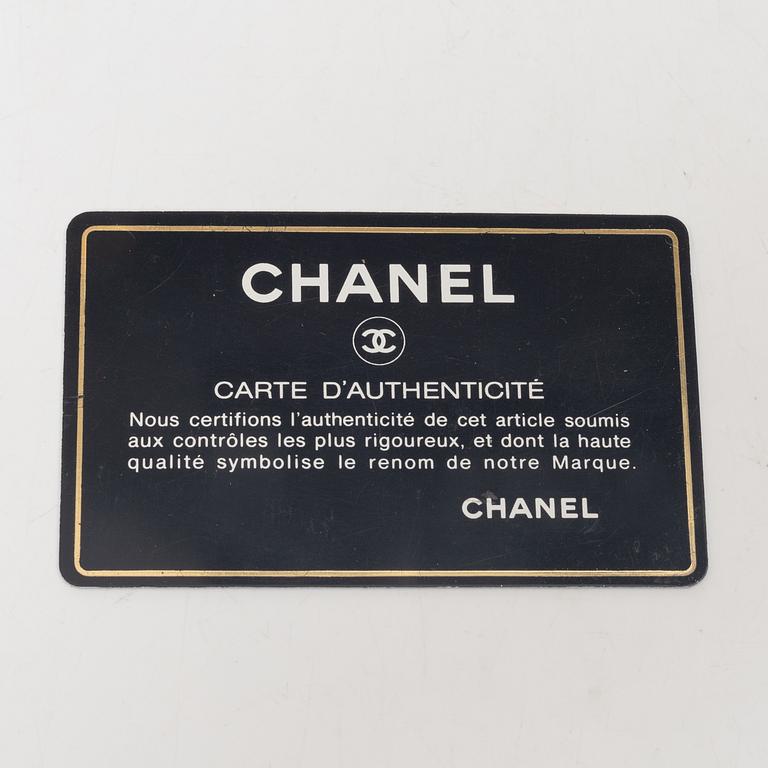 CHANEL
CARTE D'AUTHENTICITÉ
Nous certifions l'authenticité de cet article soumis
aux contrôles les plus rigoureux, et dont la haute
qualité symbolise le renom de notre Marque.
CHANEL